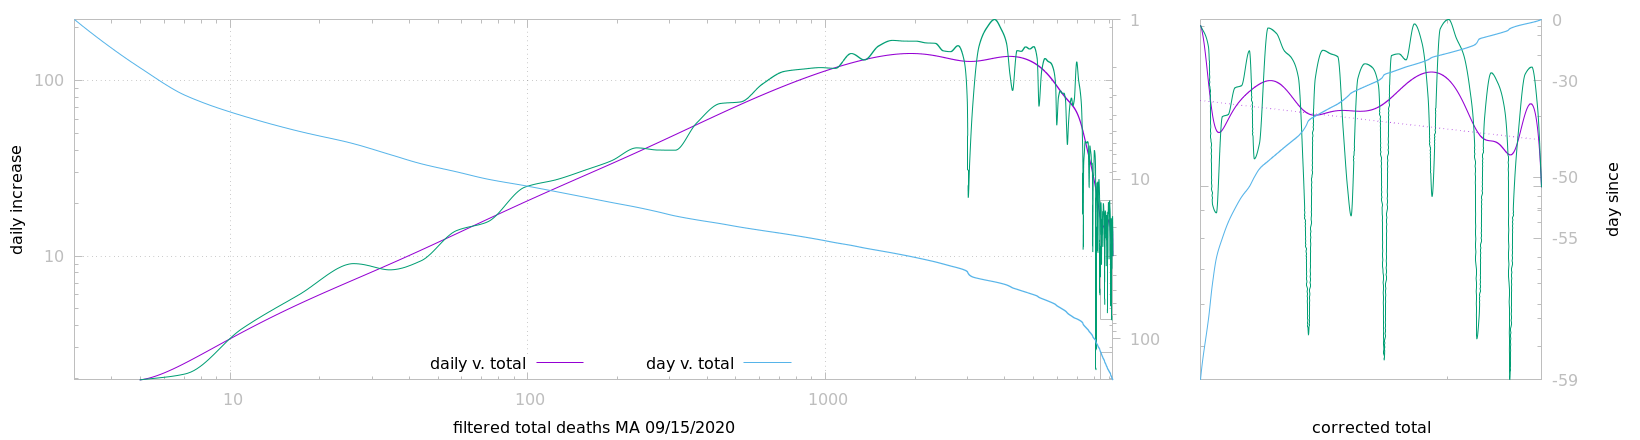 daily increase
100
10
1
10
100
daily v. total
day v. total
10
100
1000
filtered total deaths MA 09/15/2020
0
-30
-50
-55
-59
day since
corrected total